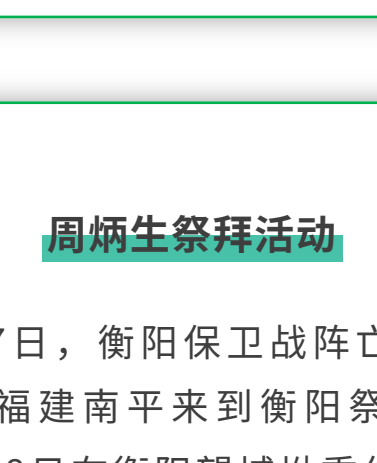 周炳生祭拜活动
7日，衡阳保卫战阵亡
福建南平来到衡阳祭